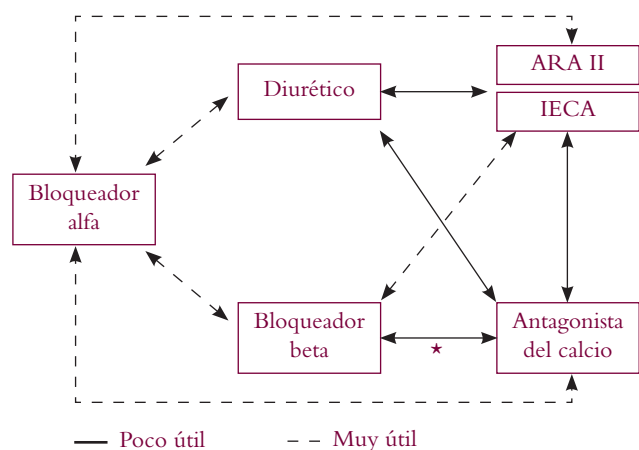 ARA II
Diurético
IECA
Bloqueador
alfa
Bloqueador
beta
Antagonista
del calcio
★
Poco útil
Muy útil